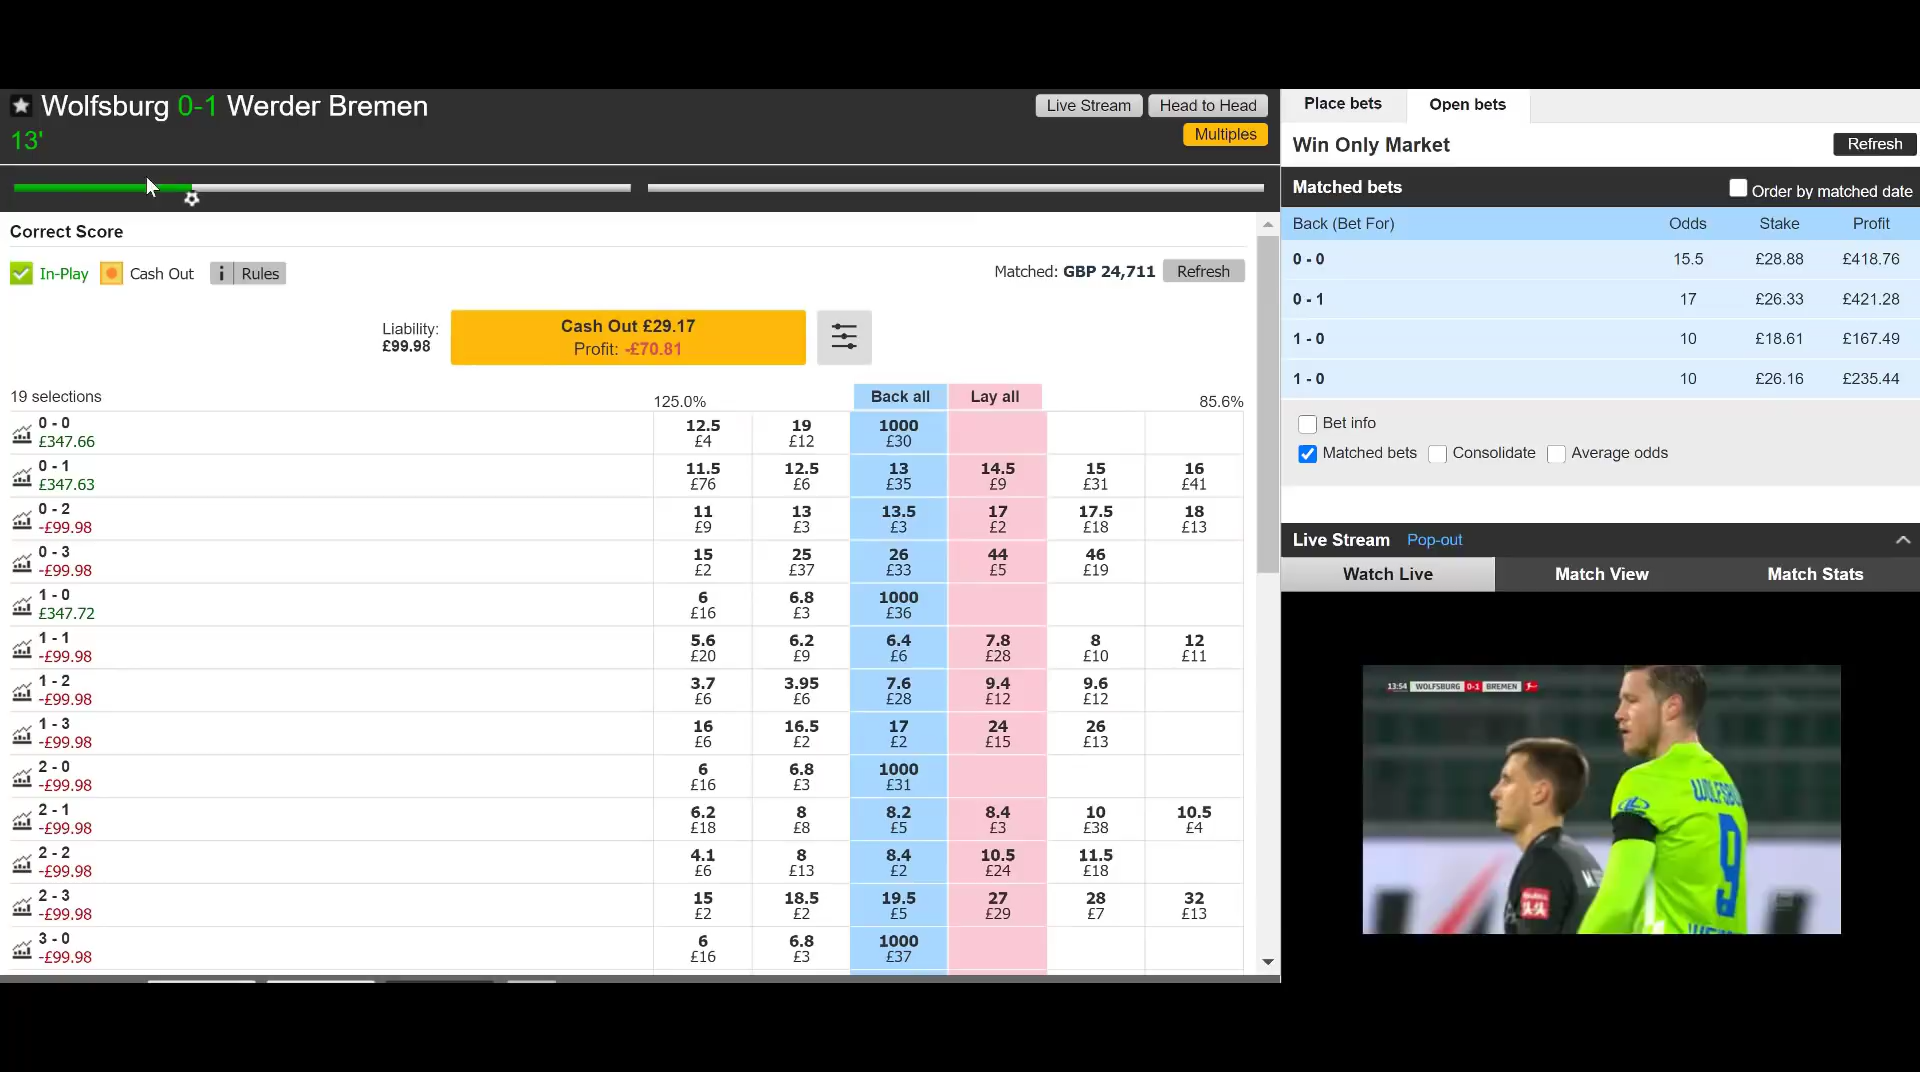 Wolfsburg 0-1 Werder Bremen
13'
Live Stream Head to Head
Multiples
Correct Score
In-Play Cash Out i Rules
Matched: GBP 24,711 Refresh
Liability:
£99.98
Cash Out £29.17
Profit: -£70.81
19 selections 125.0% Back all Lay all 85.6%
0 - 0 12.5 19 1000
£347.66 £4 £12 £30
0 - 1 11.5 12.5 13 14.5 15 16
£347.63 £76 £6 £35 £9 £31 £41
0 - 2 11 13 13.5 17 17.5 18
-£99.98 £9 £3 £3 £2 £18 £13
0 - 3 15 25 26 44 46
-£99.98 £2 £37 £33 £5 £19
1 - 0 6 6.8 1000
£347.72 £16 £3 £36
1 - 1 5.6 6.2 6.4 7.8 8 12
-£99.98 £20 £9 £6 £28 £10 £11
1 - 2 3.7 3.95 7.6 9.4 9.6
-£99.98 £6 £6 £28 £12 £12
1 - 3 16 16.5 17 24 26
-£99.98 £6 £2 £2 £15 £13
2 - 0 6 6.8 1000
-£99.98 £16 £3 £31
2 - 1 6.2 8 8.2 8.4 10 10.5
-£99.98 £18 £8 £5 £3 £38 £4
2 - 2 4.1 8 8.4 10.5 11.5
-£99.98 £6 £13 £2 £24 £18
2 - 3 15 18.5 19.5 27 28 32
-£99.98 £2 £2 £5 £29 £7 £13
3 - 0 6 6.8 1000
-£99.98 £16 £3 £37
Place bets Open bets
Win Only Market Refresh
Matched bets Order by matched date
Back (Bet For) Odds Stake Profit
0 - 0 15.5 £28.88 £418.76
0 - 1 17 £26.33 £421.28
1 - 0 10 £18.61 £167.49
1 - 0 10 £26.16 £235.44
Bet info
Matched bets Consolidate Average odds
Live Stream Pop-out
Watch Live Match View Match Stats
13:54 WOLFSBURG 0-1 BREMEN
9